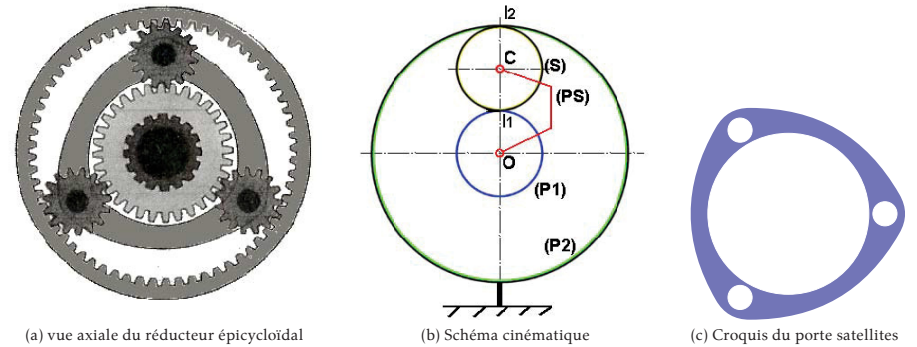 I2
C
(S)
(PS)
I1
O
(P1)
(P2)
(a) vue axiale du réducteur épicycloïdal
(b) Schéma cinématique
(c) Croquis du porte satellites